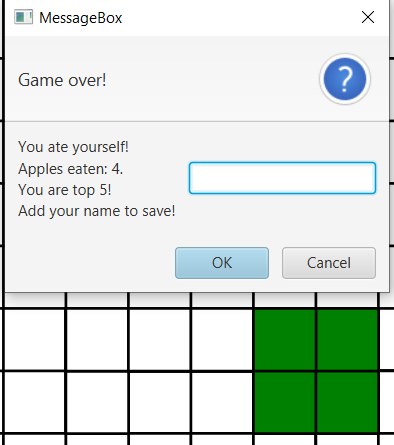 MessageBox
Game over!
?
You ate yourself!
Apples eaten: 4.
You are top 5!
Add your name to save!
OK
Cancel